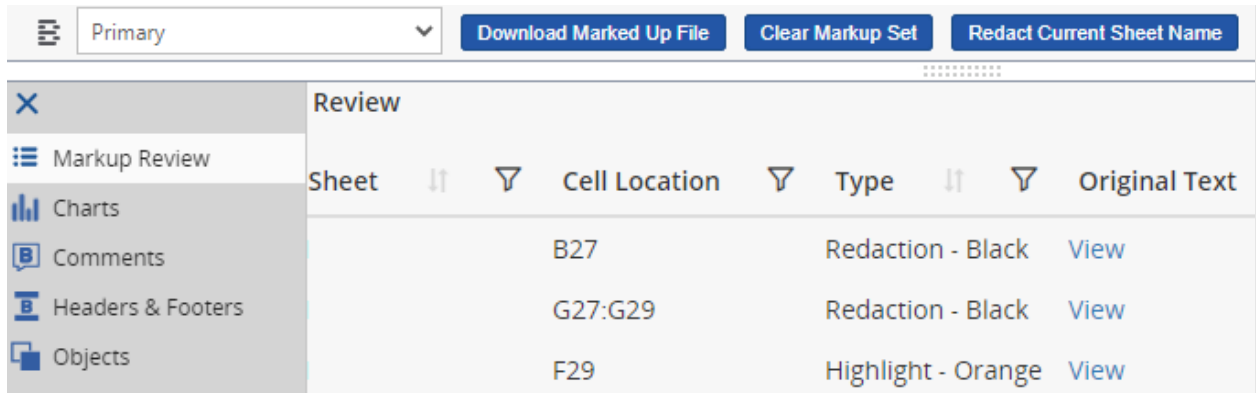 Primary Download Marked Up File Clear Markup Set Redact Current Sheet Name
Review
Markup Review
Charts
Comments
Headers & Footers
Objects
Sheet Cell Location Type Original Text
B27 Redaction - Black View
G27:G29 Redaction - Black View
F29 Highlight - Orange View